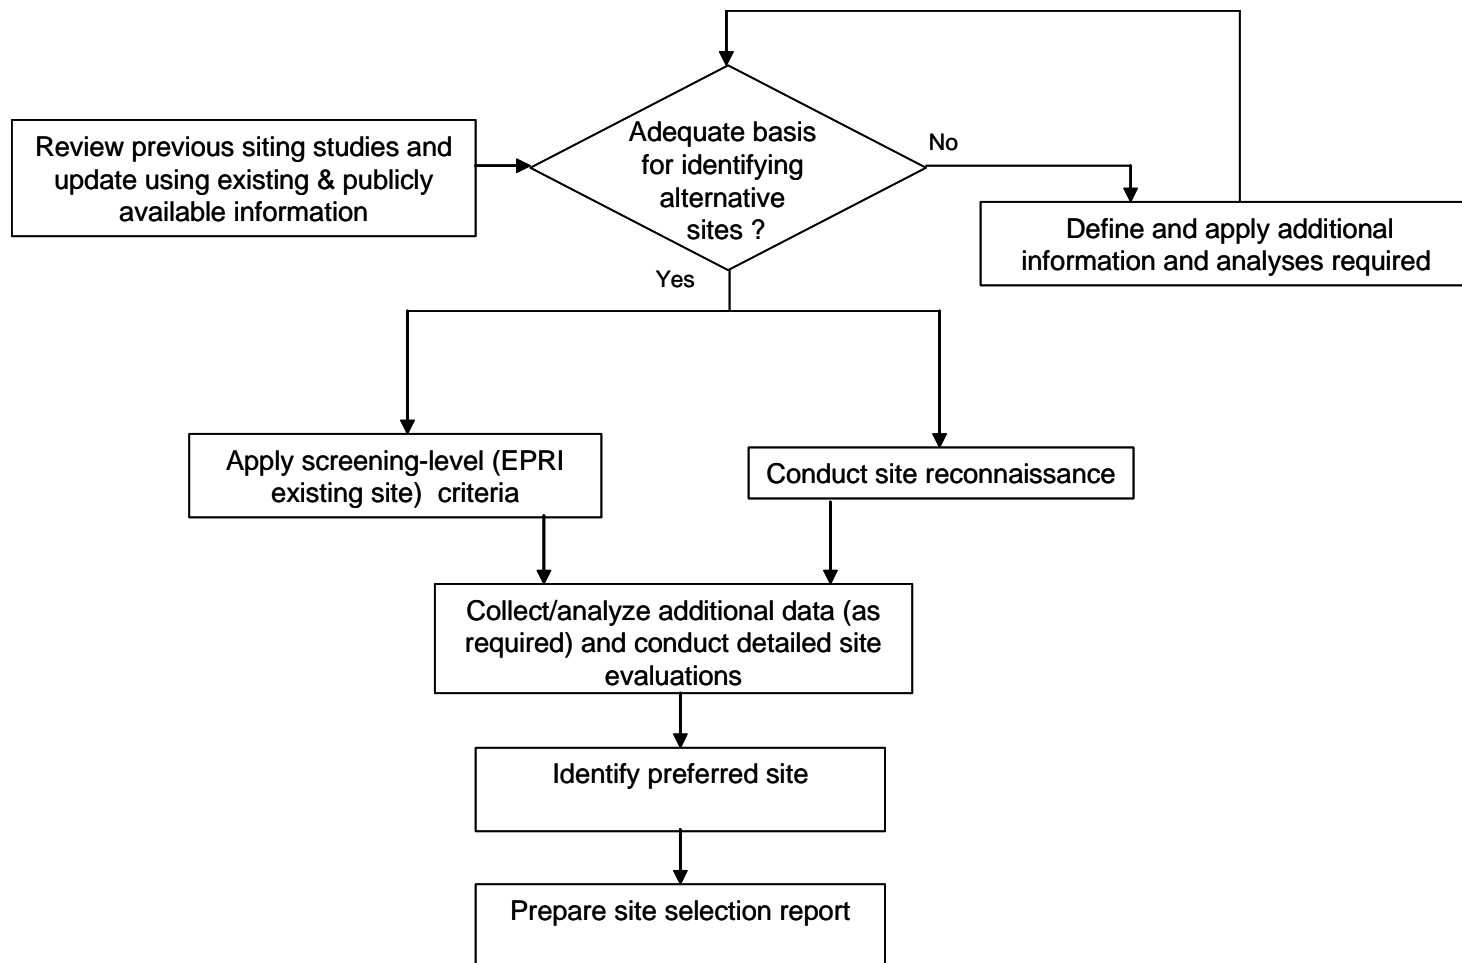 Review previous siting studies and
update using existing & publicly
available information
Adequate basis
for identifying
alternative
sites ?
No
Define and apply additional
information and analyses required
Yes
Apply screening-level (EPRI
existing site) criteria
Conduct site reconnaissance
Collect/analyze additional data (as
required) and conduct detailed site
evaluations
Identify preferred site
Prepare site selection report